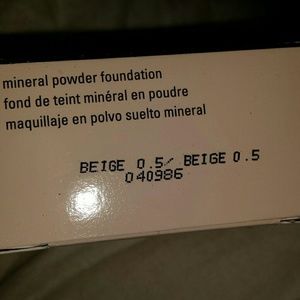 mineral powder foundation
fond de teint minéral en poudre
maquillaje en polvo suelto mineral
BEIGE 0.5/ BEIGE 0.5
040986